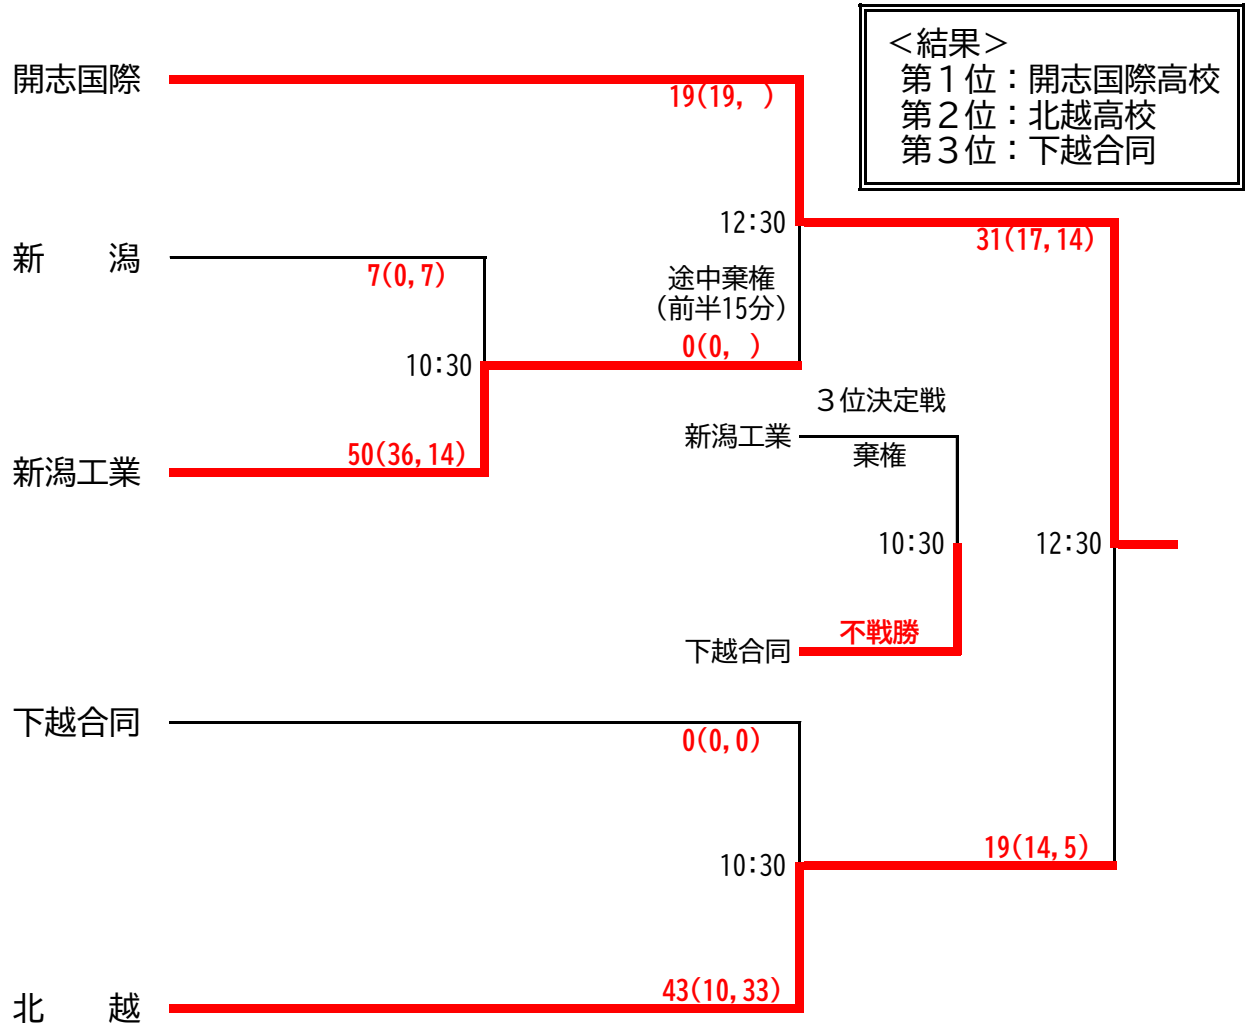 ＜結果＞
第１位：開志国際高校
第２位：北越高校
第３位：下越合同
開志国際
19(19,　)
12:30
31(17,14)
新　　潟
7(0,7)
途中棄権
(前半15分)
0(0,　)
10:30
３位決定戦
新潟工業
棄権
50(36,14)
新潟工業
10:30
12:30
不戦勝
下越合同
下越合同
0(0,0)
19(14,5)
10:30
43(10,33)
北　　越